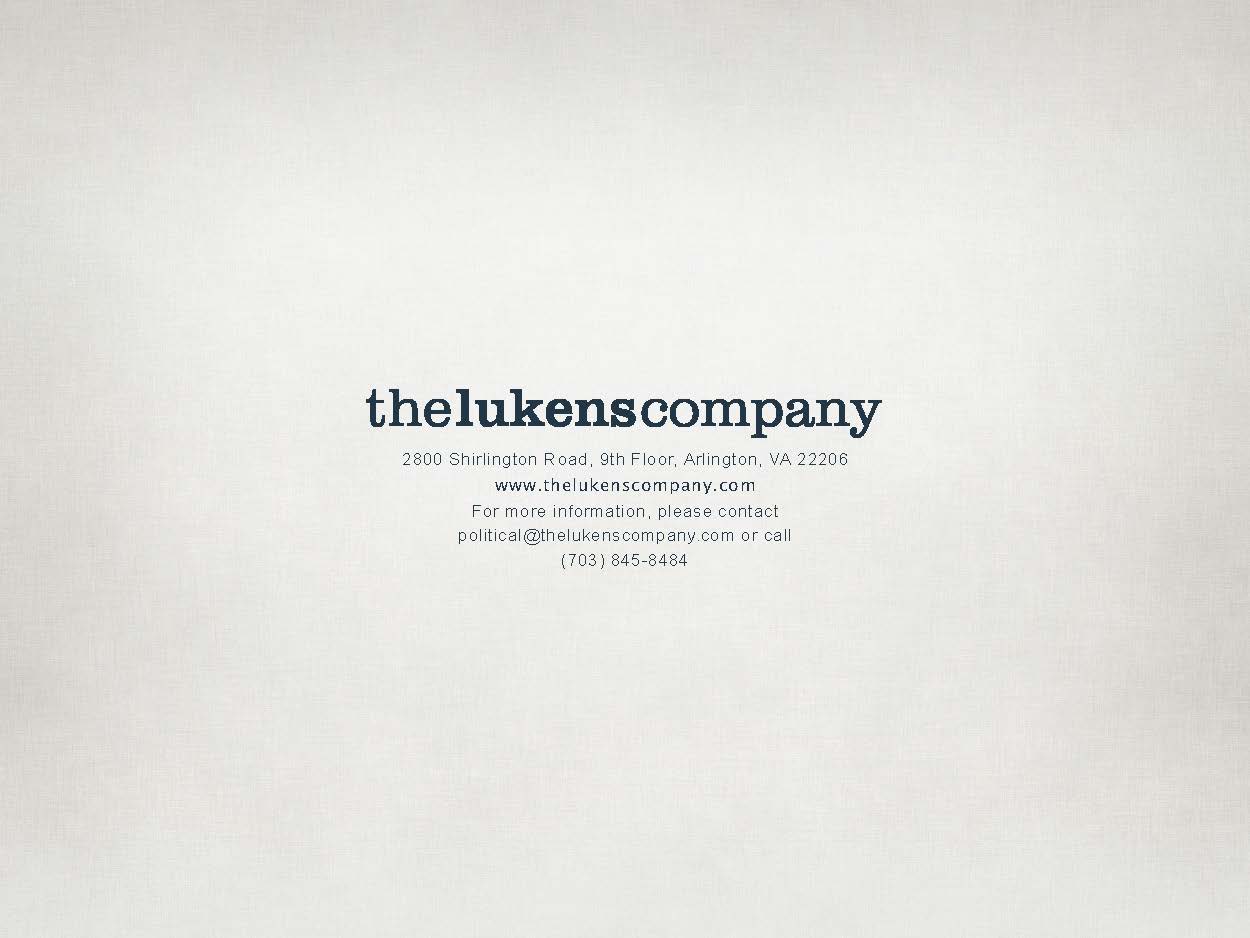 thelukenscompany
2800 Shirlington Road, 9th Floor, Arlington, VA 22206
www.thelukenscompany.com
For more information, please contact
political@thelukenscompany.com or call
(703) 845-8484